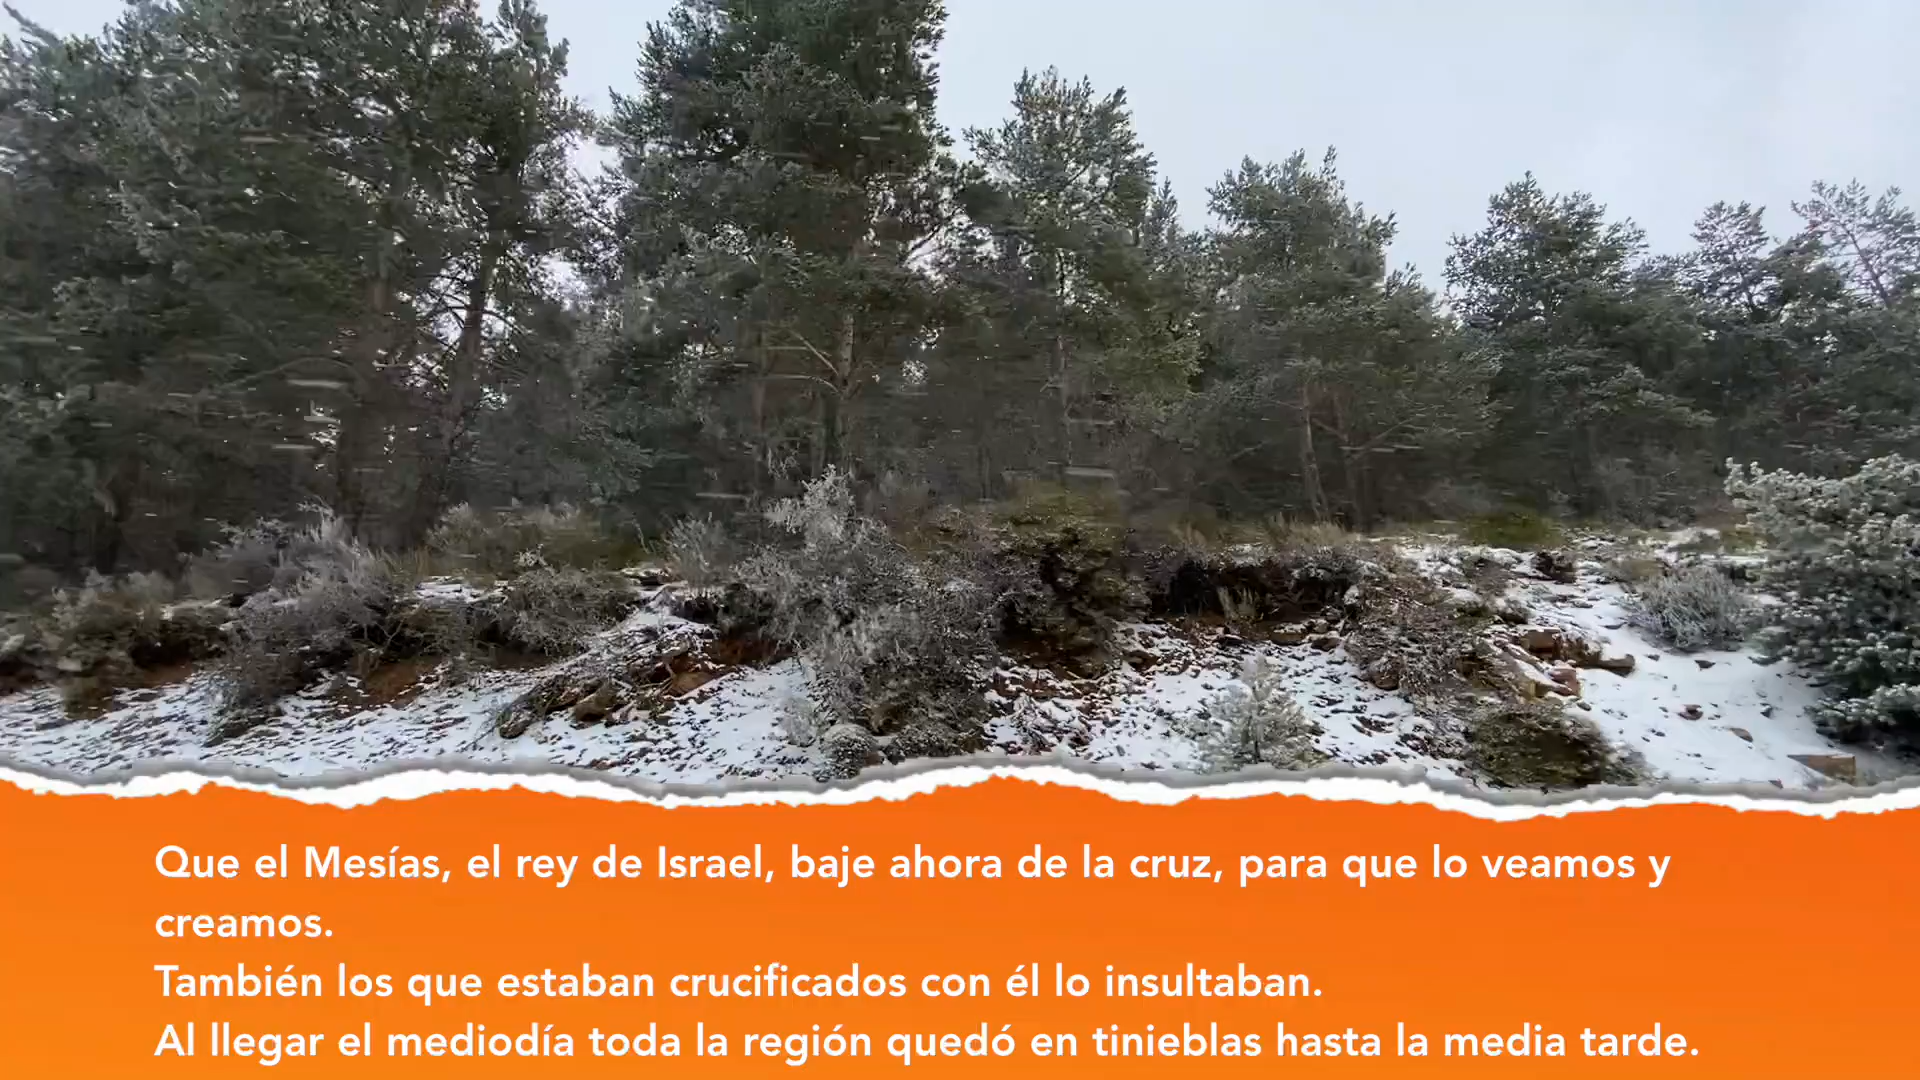 Que el Mesías, el rey de Israel, baje ahora de la cruz, para que lo veamos y
creamos.
También los que estaban crucificados con él lo insultaban.
Al llegar el mediodía toda la región quedó en tinieblas hasta la media tarde.